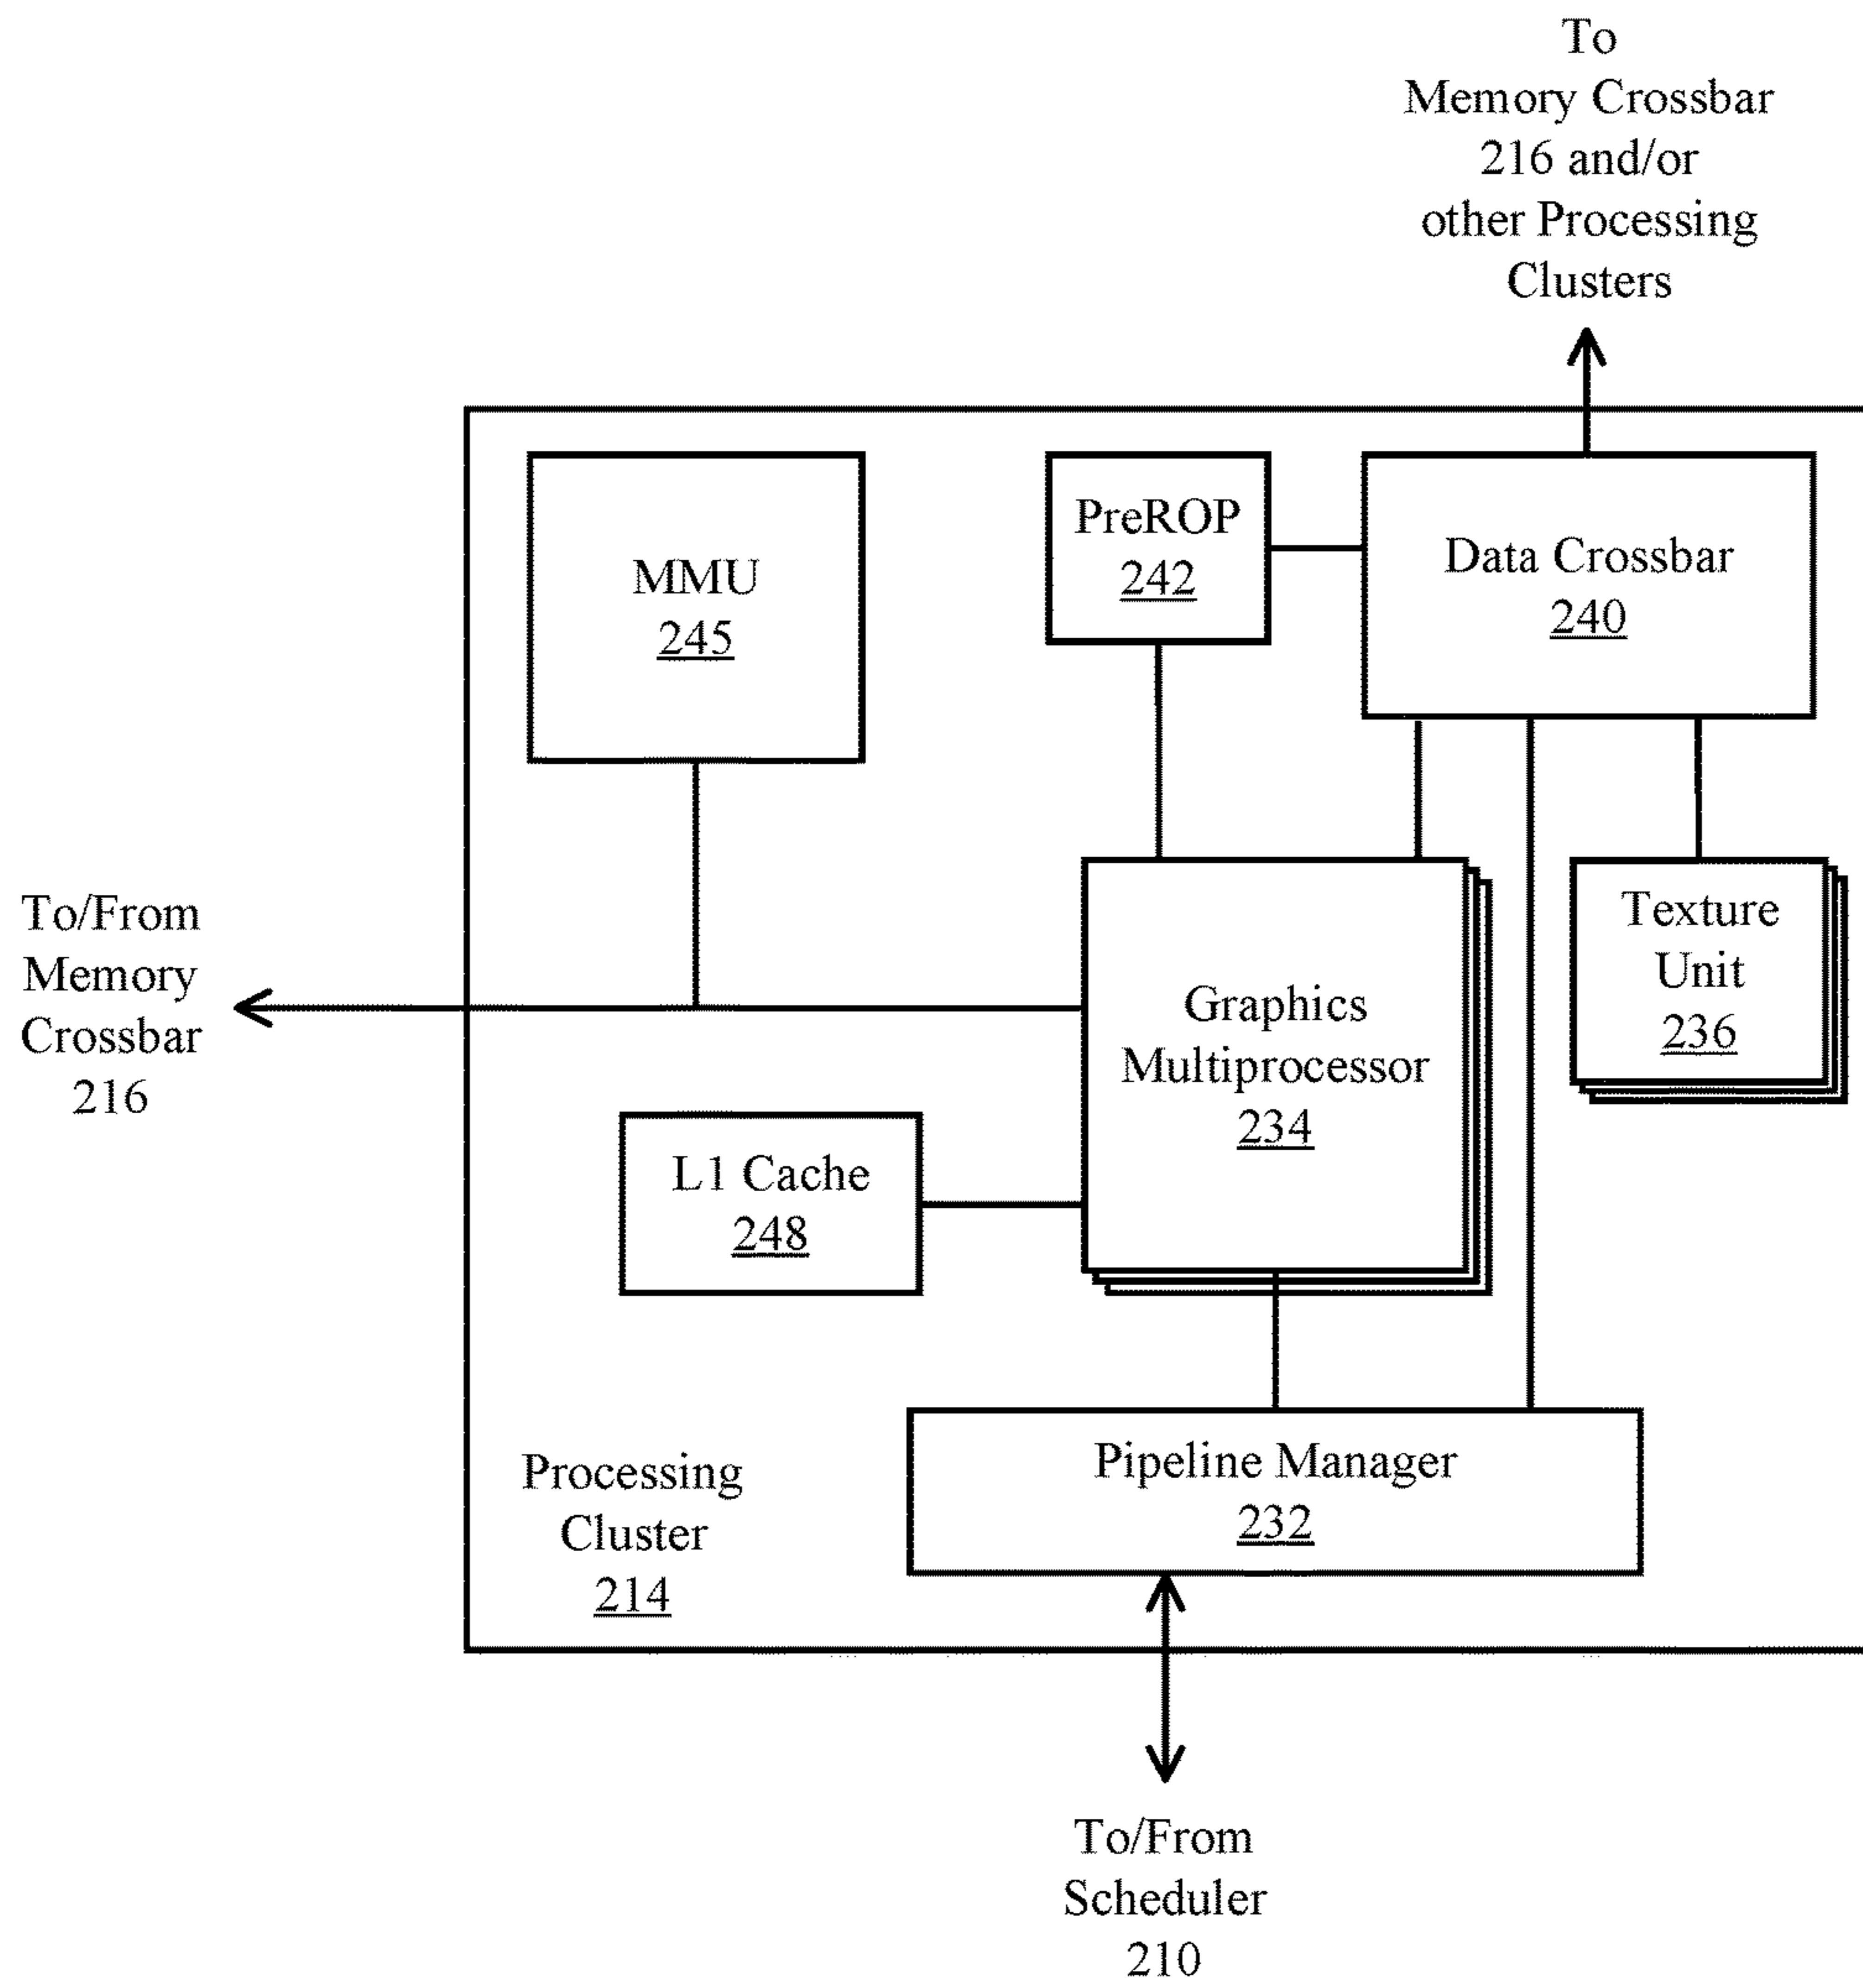 To
Memory Crossbar
216 and/or
other Processing
Clusters
MMU
245
PreROP
242
Data Crossbar
240
To/From
Memory
Crossbar
216
Graphics
Multiprocessor
234
Texture
Unit
236
L1 Cache
248
Processing
Cluster
214
Pipeline Manager
232
To/From
Scheduler
210